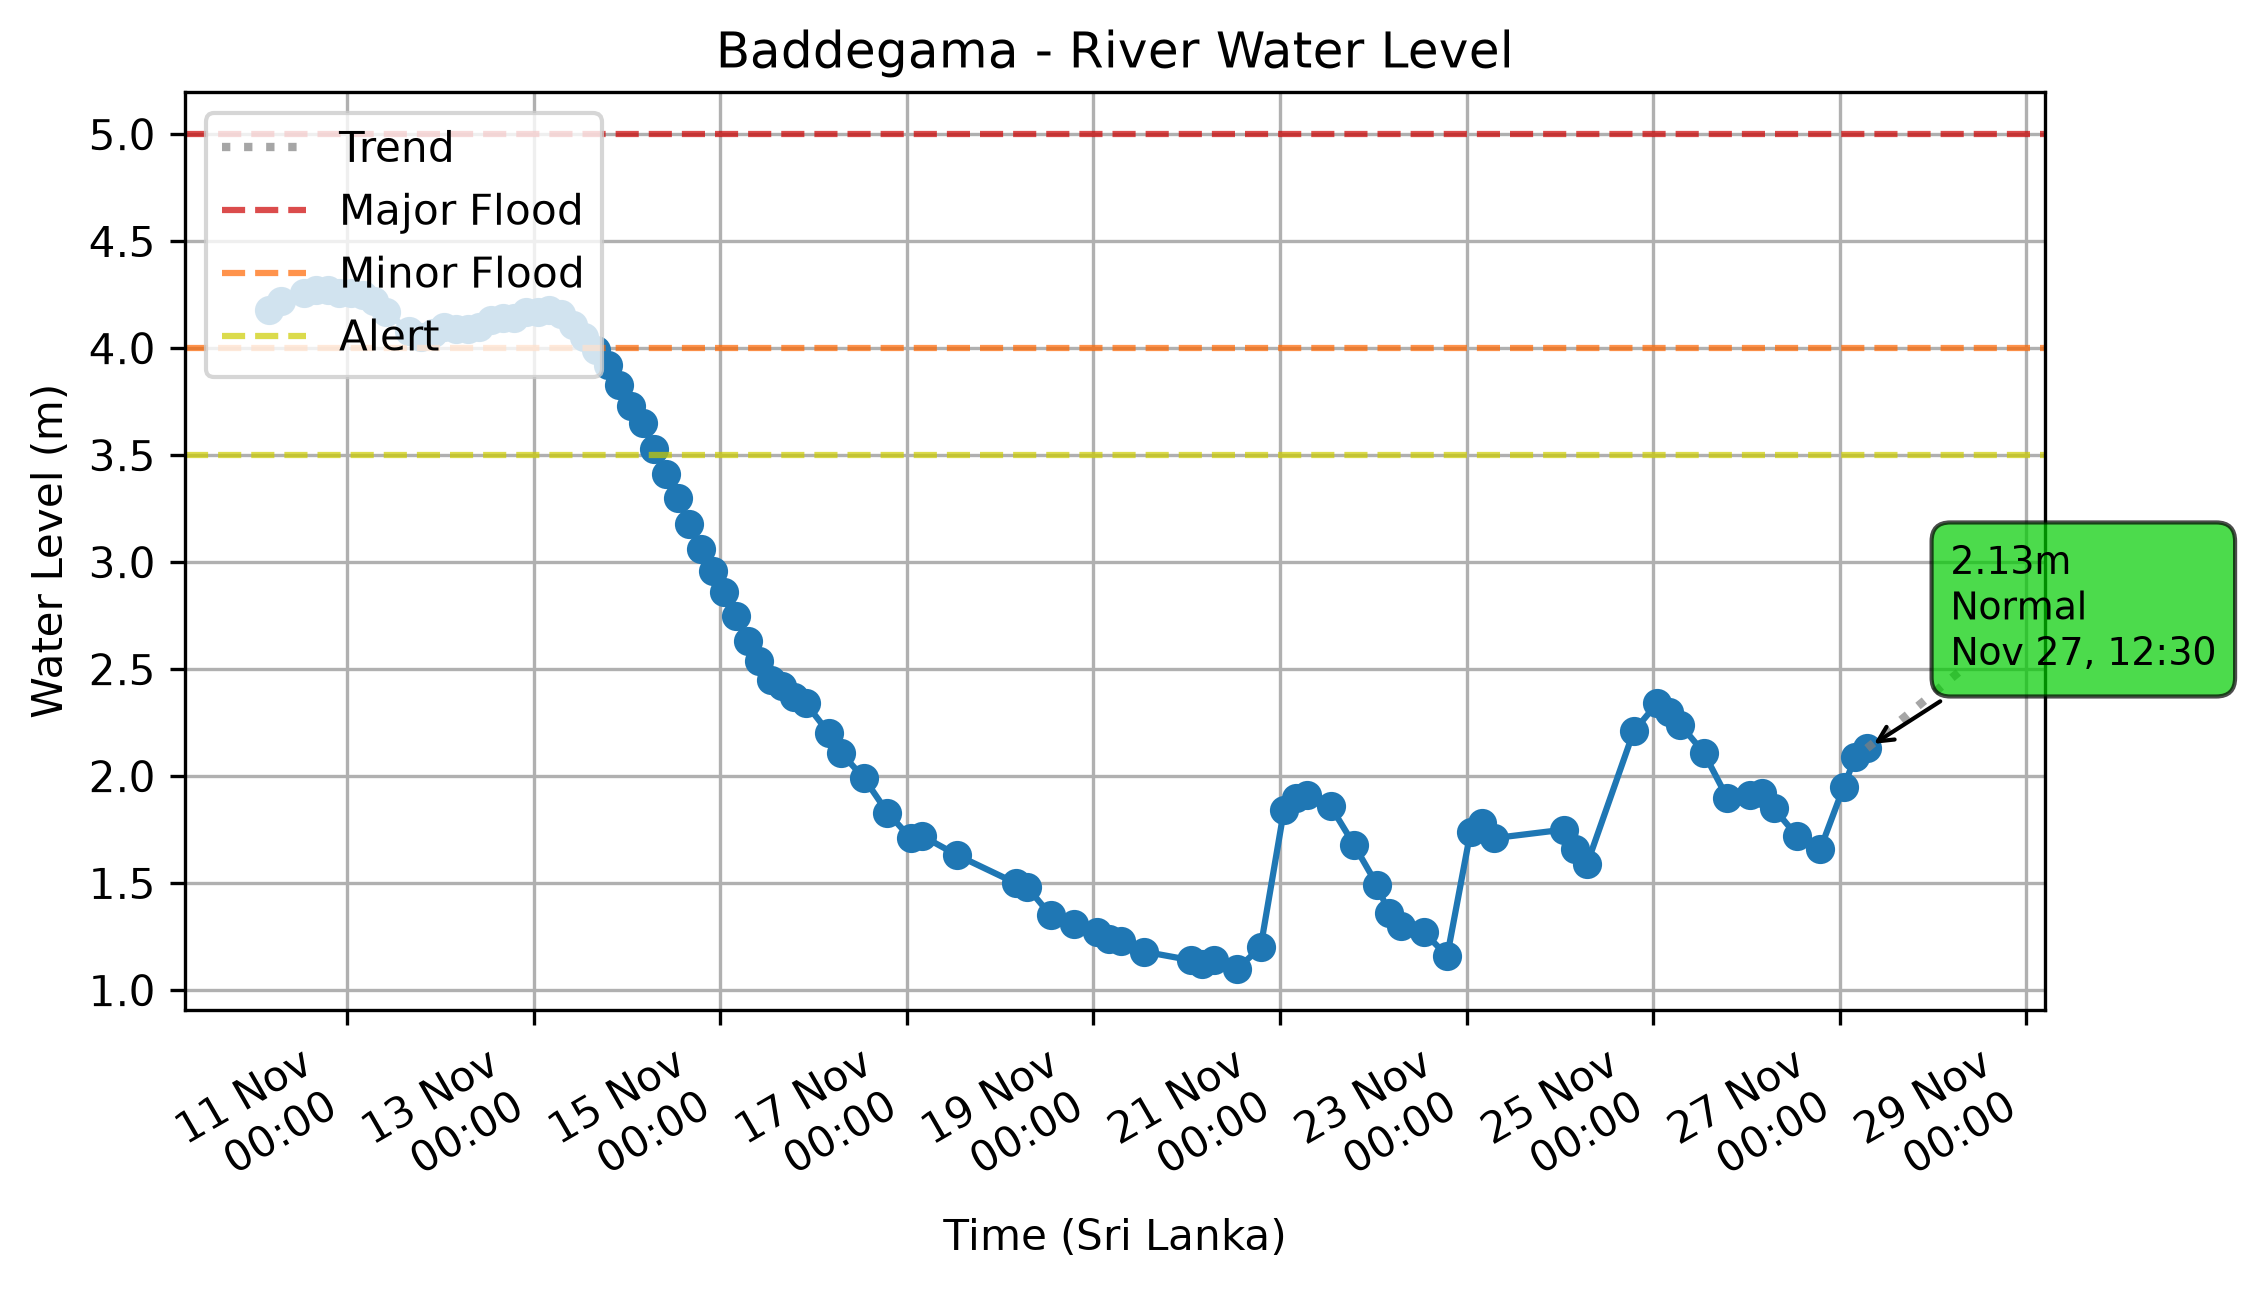 Baddegama - River Water Level
Trend
Major Flood
Minor Flood
Alert
5.0
4.5
4.0
3.5
3.0
2.5
2.0
1.5
1.0
Water Level (m)
2.13m
Normal
Nov 27, 12:30
11 Nov
00:00
13 Nov
00:00
15 Nov
00:00
17 Nov
00:00
19 Nov
00:00
21 Nov
00:00
23 Nov
00:00
25 Nov
00:00
27 Nov
00:00
29 Nov
00:00
Time (Sri Lanka)